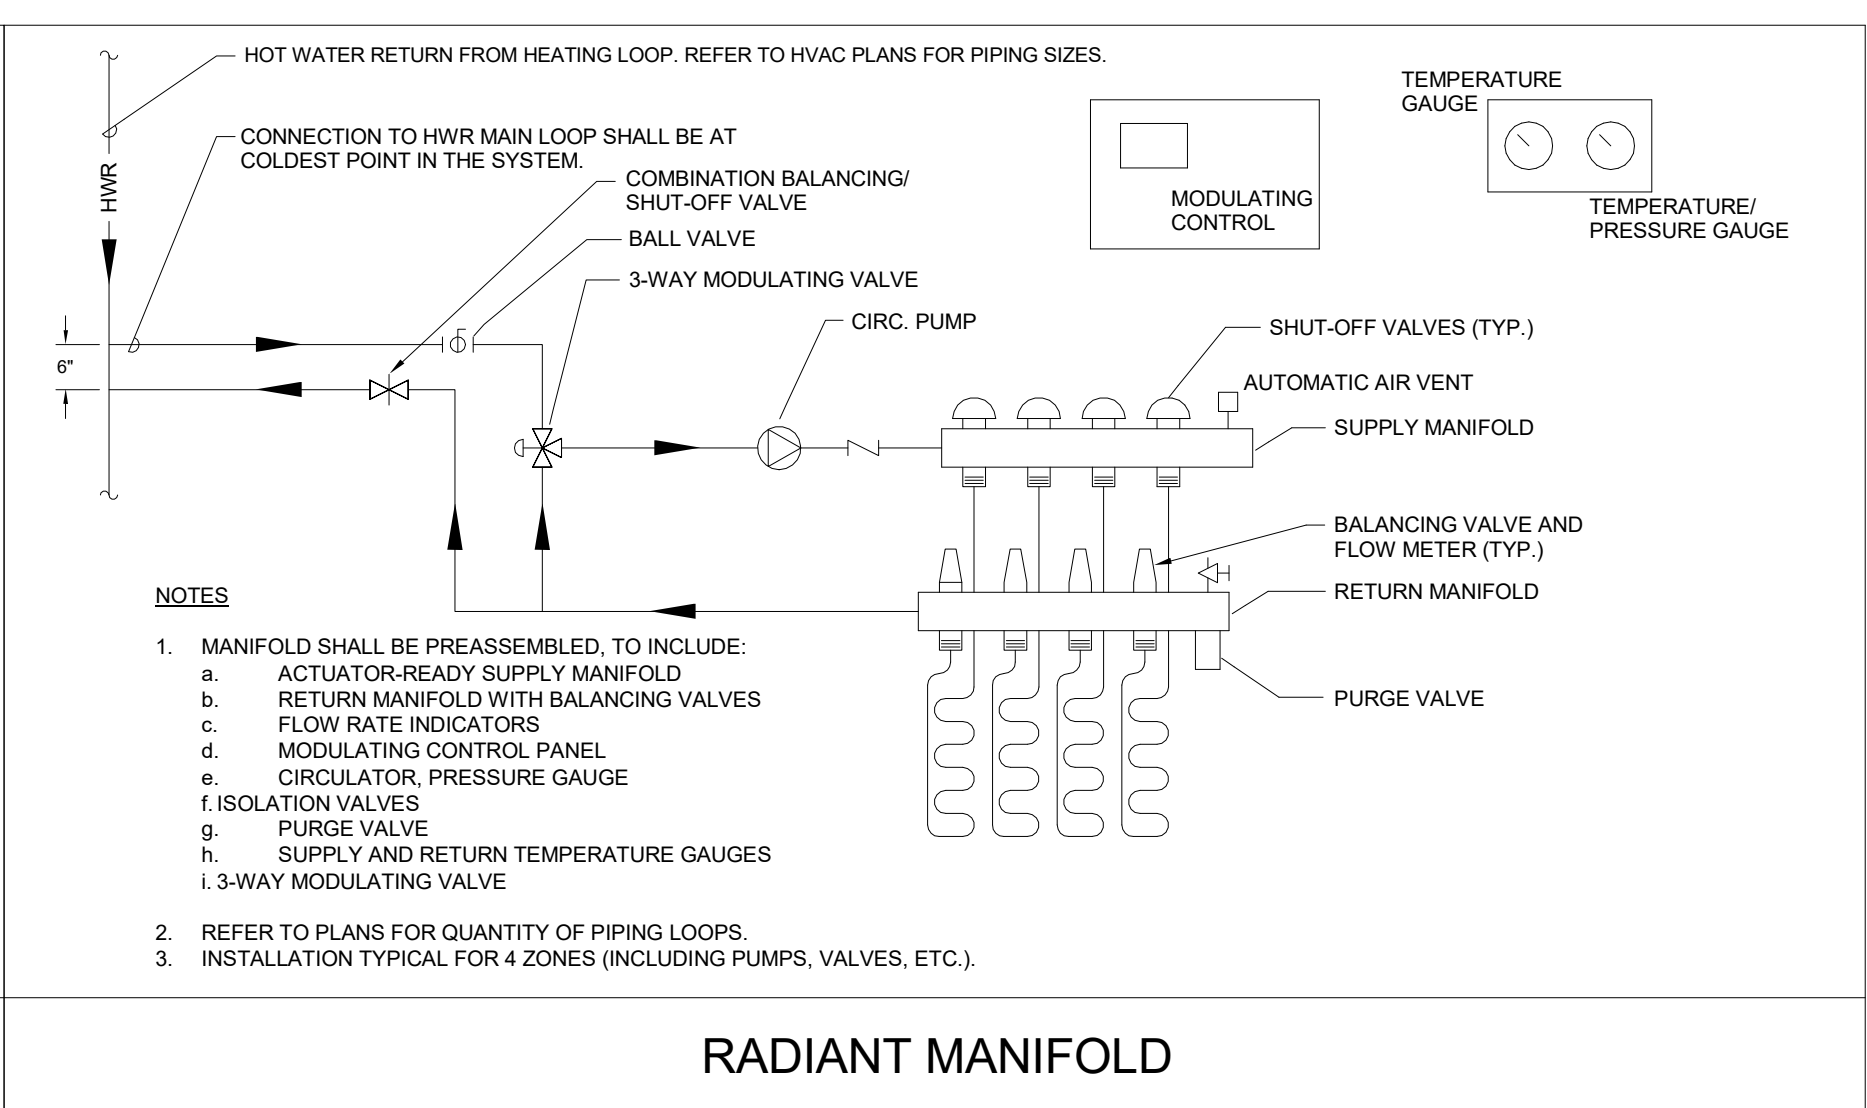 HOT WATER RETURN FROM HEATING LOOP. REFER TO HVAC PLANS FOR PIPING SIZES.
CONNECTION TO HWR MAIN LOOP SHALL BE AT
COLDEST POINT IN THE SYSTEM.
HWR
COMBINATION BALANCING/
SHUT-OFF VALVE
BALL VALVE
3-WAY MODULATING VALVE
CIRC. PUMP
6"
MODULATING
CONTROL
TEMPERATURE
GAUGE
TEMPERATURE/
PRESSURE GAUGE
SHUT-OFF VALVES (TYP.)
AUTOMATIC AIR VENT
SUPPLY MANIFOLD
BALANCING VALVE AND
FLOW METER (TYP.)
RETURN MANIFOLD
PURGE VALVE
NOTES
1. MANIFOLD SHALL BE PREASSEMBLED, TO INCLUDE:
a. ACTUATOR-READY SUPPLY MANIFOLD
b. RETURN MANIFOLD WITH BALANCING VALVES
c. FLOW RATE INDICATORS
d. MODULATING CONTROL PANEL
e. CIRCULATOR, PRESSURE GAUGE
f. ISOLATION VALVES
g. PURGE VALVE
h. SUPPLY AND RETURN TEMPERATURE GAUGES
i. 3-WAY MODULATING VALVE
2. REFER TO PLANS FOR QUANTITY OF PIPING LOOPS.
3. INSTALLATION TYPICAL FOR 4 ZONES (INCLUDING PUMPS, VALVES, ETC.).
RADIANT MANIFOLD